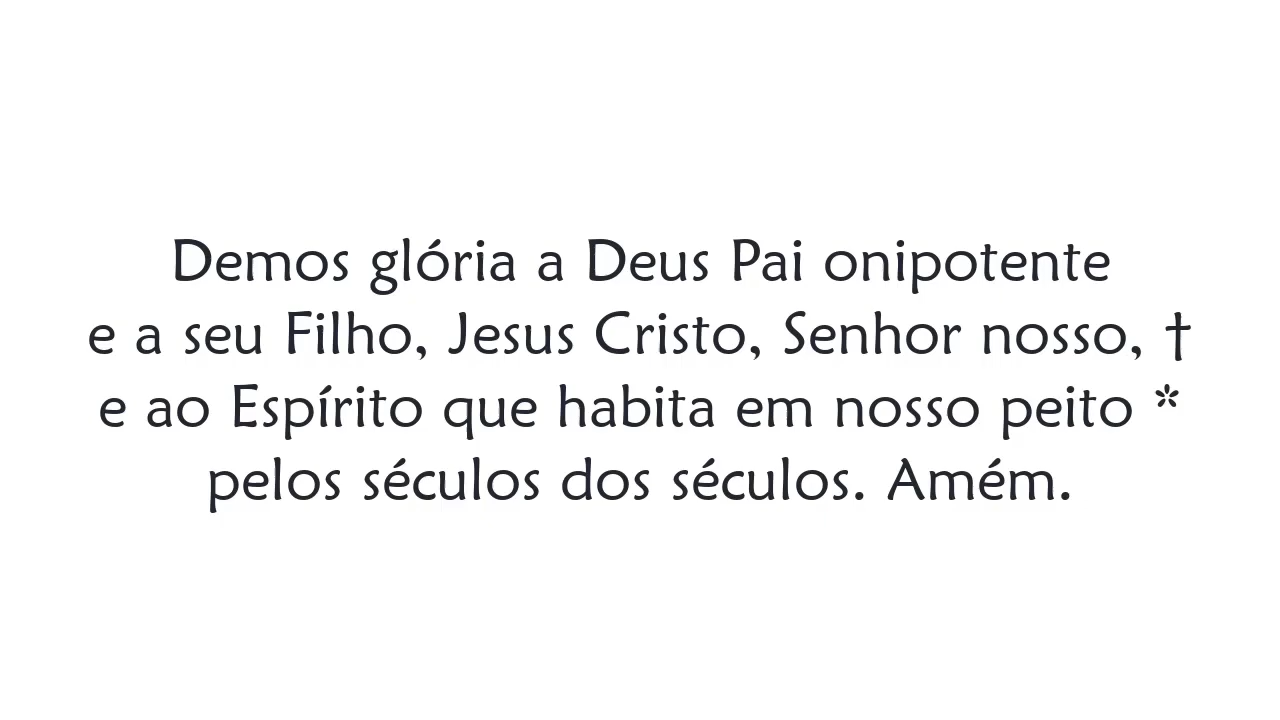 Demos glória a Deus Pai onipotente
e a seu Filho, Jesus Cristo, Senhor nosso, †
e ao Espírito que habita em nosso peito *
pelos séculos dos séculos. Amém.